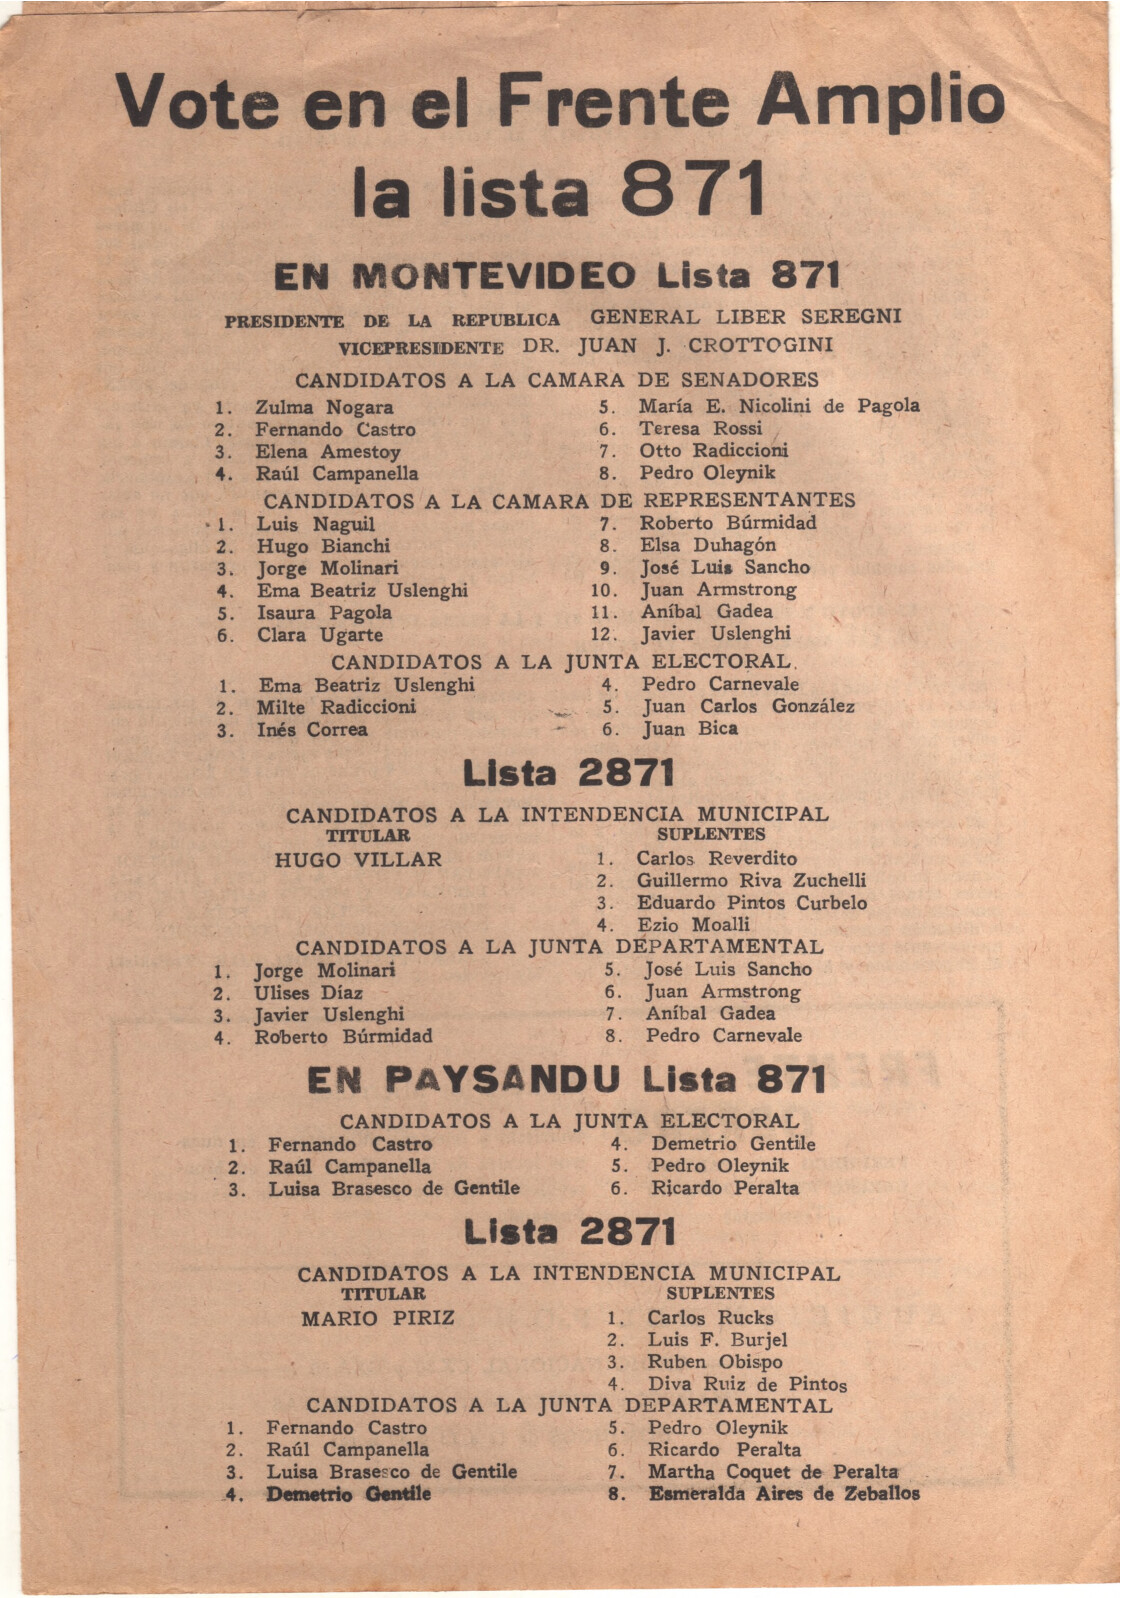 Vote en el Frente Amplio
la lista 871
EN MONTEVIDEO Lista 871
PRESIDENTE DE LA REPUBLICA GENERAL LIBER SEREGNI
VICEPRESIDENTE DR. JUAN J. CROTTOGINI
CANDIDATOS A LA CAMARA DE SENADORES
1. Zulma Nogara 5. María E. Nicolini de Pagola
2. Fernando Castro 6. Teresa Rossi
3. Elena Amestoy 7. Otto Radiccioni
4. Raúl Campanella 8. Pedro Oleynik
CANDIDATOS A LA CAMARA DE REPRESENTANTES
1. Luis Naguil 7. Roberto Búrmidad
2. Hugo Bianchi 8. Elsa Duhagón
3. Jorge Molinari 9. José Luis Sancho
4. Ema Beatriz Uslenghi 10. Juan Armstrong
5. Isaura Pagola 11. Aníbal Gadea
6. Clara Ugarte 12. Javier Uslenghi
CANDIDATOS A LA JUNTA ELECTORAL.
1. Ema Beatriz Uslenghi 4. Pedro Carnevale
2. Milte Radiccioni 5. Juan Carlos González
3. Inés Correa 6. Juan Bica
Lista 2871
CANDIDATOS A LA INTENDENCIA MUNICIPAL
TITULAR SUPLENTES
HUGO VILLAR 1. Carlos Reverdito
2. Guillermo Riva Zuchelli
3. Eduardo Pintos Curbelo
4. Ezio Moalli
CANDIDATOS A LA JUNTA DEPARTAMENTAL
1. Jorge Molinari 5. José Luis Sancho
2. Ulises Díaz 6. Juan Armstrong
3. Javier Uslenghi 7. Aníbal Gadea
4. Roberto Búrmidad 8. Pedro Carnevale
EN PAYSANDU Lista 871
CANDIDATOS A LA JUNTA ELECTORAL
1. Fernando Castro 4. Demetrio Gentile
2. Raúl Campanella 5. Pedro Oleynik
3. Luisa Brasesco de Gentile 6. Ricardo Peralta
Lista 2871
CANDIDATOS A LA INTENDENCIA MUNICIPAL
TITULAR SUPLENTES
MARIO PIRIZ 1. Carlos Rucks
2. Luis F. Burjel
3. Ruben Obispo
4. Diva Ruiz de Pintos
CANDIDATOS A LA JUNTA DEPARTAMENTAL
1. Fernando Castro 5. Pedro Oleynik
2. Raúl Campanella 6. Ricardo Peralta
3. Luisa Brasesco de Gentile 7. Martha Coquet de Peralta
4. Demetrio Gentile 8. Esmeralda Aires de Zeballos